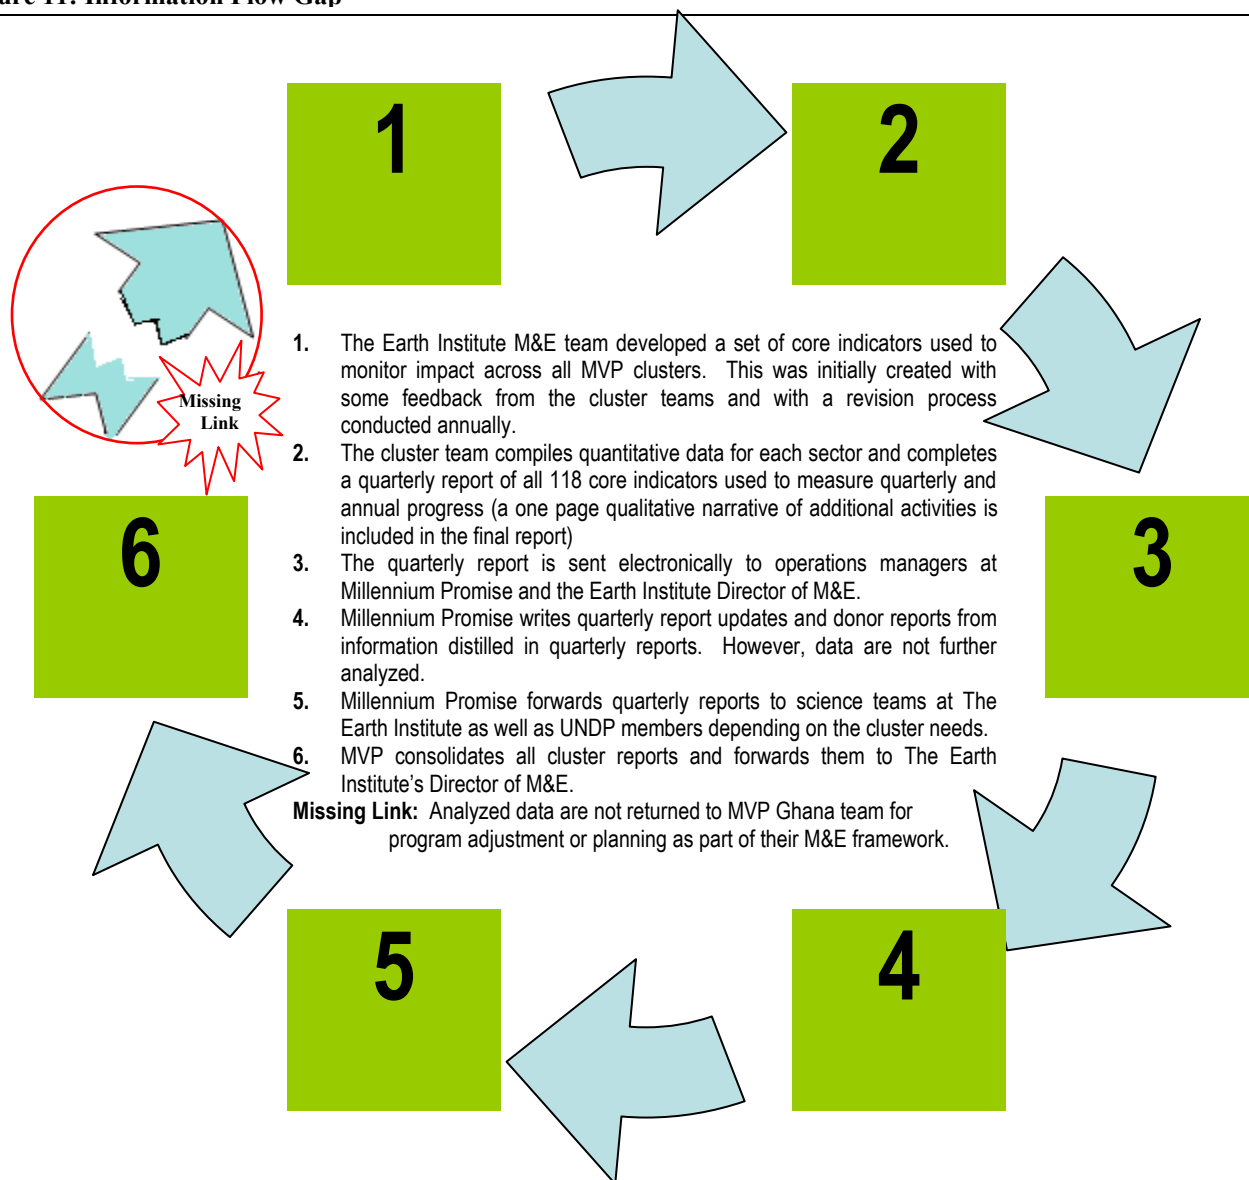 Information Flow Gap
1
2
1. The Earth Institute M&E team developed a set of core indicators used to
monitor impact across all MVP clusters. This was initially created with
some feedback from the cluster teams and with a revision process
conducted annually.
2. The cluster team compiles quantitative data for each sector and completes
a quarterly report of all 118 core indicators used to measure quarterly and
annual progress (a one page qualitative narrative of additional activities is
included in the final report)
3. The quarterly report is sent electronically to operations managers at
Millennium Promise and the Earth Institute Director of M&E.
4. Millennium Promise writes quarterly report updates and donor reports from
information distilled in quarterly reports. However, data are not further
analyzed.
5. Millennium Promise forwards quarterly reports to science teams at The
Earth Institute as well as UNDP members depending on the cluster needs.
6. MVP consolidates all cluster reports and forwards them to The Earth
Institute’s Director of M&E.
Missing Link: Analyzed data are not returned to MVP Ghana team for
program adjustment or planning as part of their M&E framework.
Missing
Link
6
3
5
4